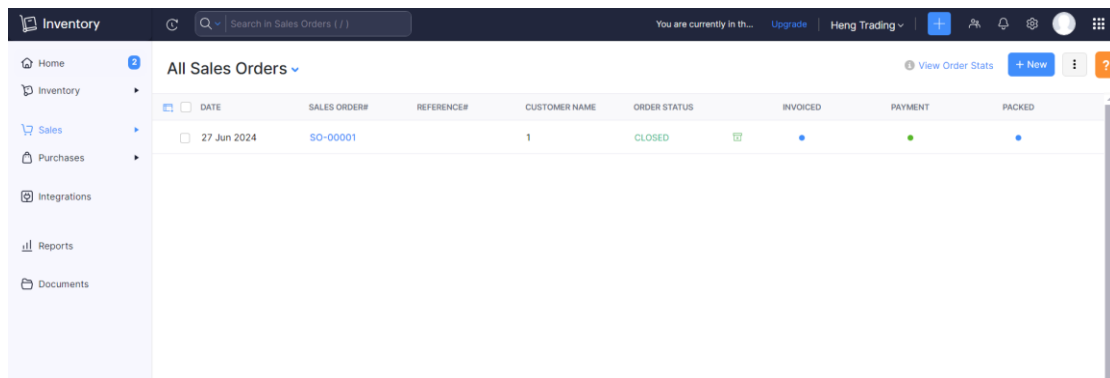 Inventory
Search in Sales Orders ( / )
You are currently in th...
Upgrade
Heng Trading
Home
2
Inventory
Sales
Purchases
Integrations
Reports
Documents
All Sales Orders
View Order Stats
+ New
?
DATE SALES ORDER# REFERENCE# CUSTOMER NAME ORDER STATUS INVOICED PAYMENT PACKED
27 Jun 2024 SO-00001 1 CLOSED